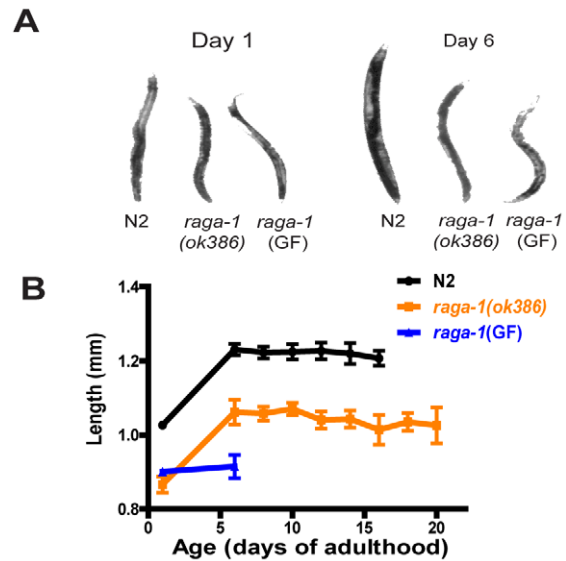 A
Day 1
Day 6
N2
raga-1
(ok386)
raga-1
(GF)
N2
raga-1
(ok386)
raga-1
(GF)
B
N2
raga-1(ok386)
raga-1(GF)
1.4
1.2
1.0
0.8
Length (mm)
0
5
10
15
20
Age (days of adulthood)